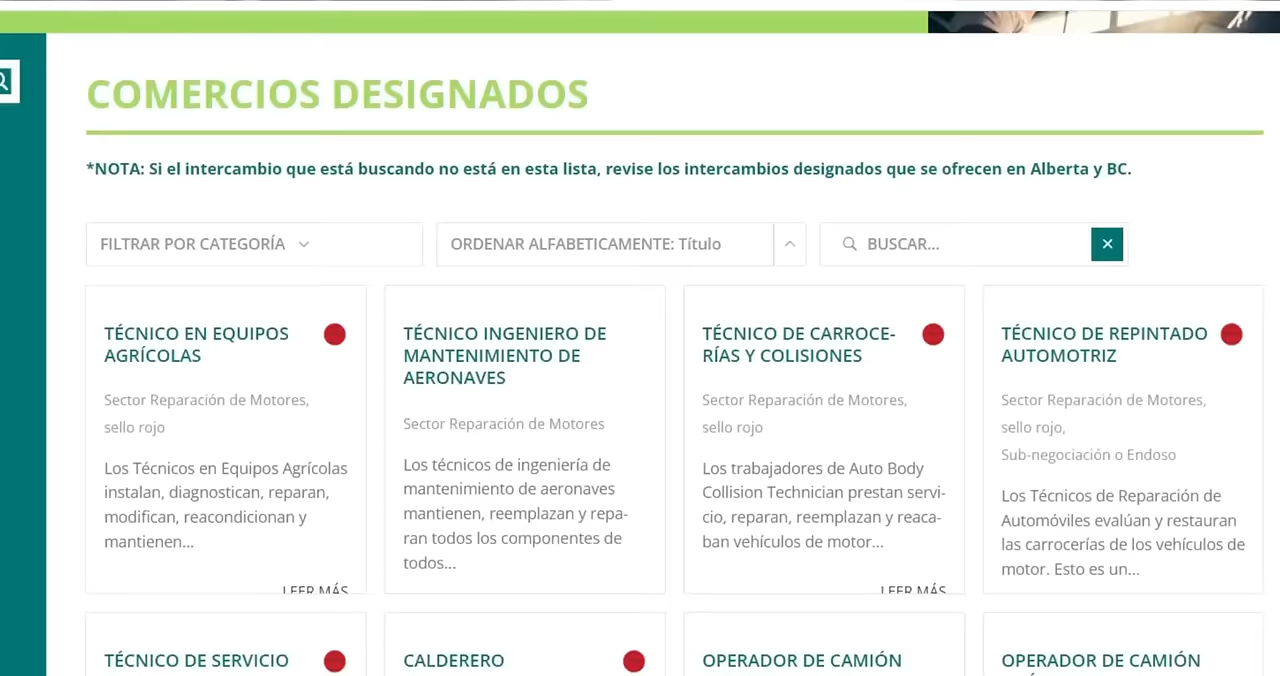 COMERCIOS DESIGNADOS
*NOTA: Si el intercambio que está buscando no está en esta lista, revise los intercambios designados que se ofrecen en Alberta y BC.
FILTRAR POR CATEGORÍA
ORDENAR ALFABETICAMENTE: Título
BUSCAR...
TÉCNICO EN EQUIPOS
AGRÍCOLAS
Sector Reparación de Motores,
sello rojo
Los Técnicos en Equipos Agrícolas
instalan, diagnostican, reparan,
modifican, reacondicionan y
mantienen...
LEER MÁS
TÉCNICO INGENIERO DE
MANTENIMIENTO DE
AERONAVES
Sector Reparación de Motores
Los técnicos de ingeniería de
mantenimiento de aeronaves
mantienen, reemplazan y repa-
ran todos los componentes de
todos...
TÉCNICO DE CARROCE-
RÍAS Y COLISIONES
Sector Reparación de Motores,
sello rojo
Los trabajadores de Auto Body
Collision Technician prestan servi-
cio, reparan, reemplazan y reaca-
ban vehículos de motor...
LEER MÁS
TÉCNICO DE REPINTADO
AUTOMOTRIZ
Sector Reparación de Motores,
sello rojo,
Sub-negociación o Endoso
Los Técnicos de Reparación de
Automóviles evalúan y restauran
las carrocerías de los vehículos de
motor. Esto es un...
TÉCNICO DE SERVICIO
CALDERERO
OPERADOR DE CAMIÓN
OPERADOR DE CAMIÓN